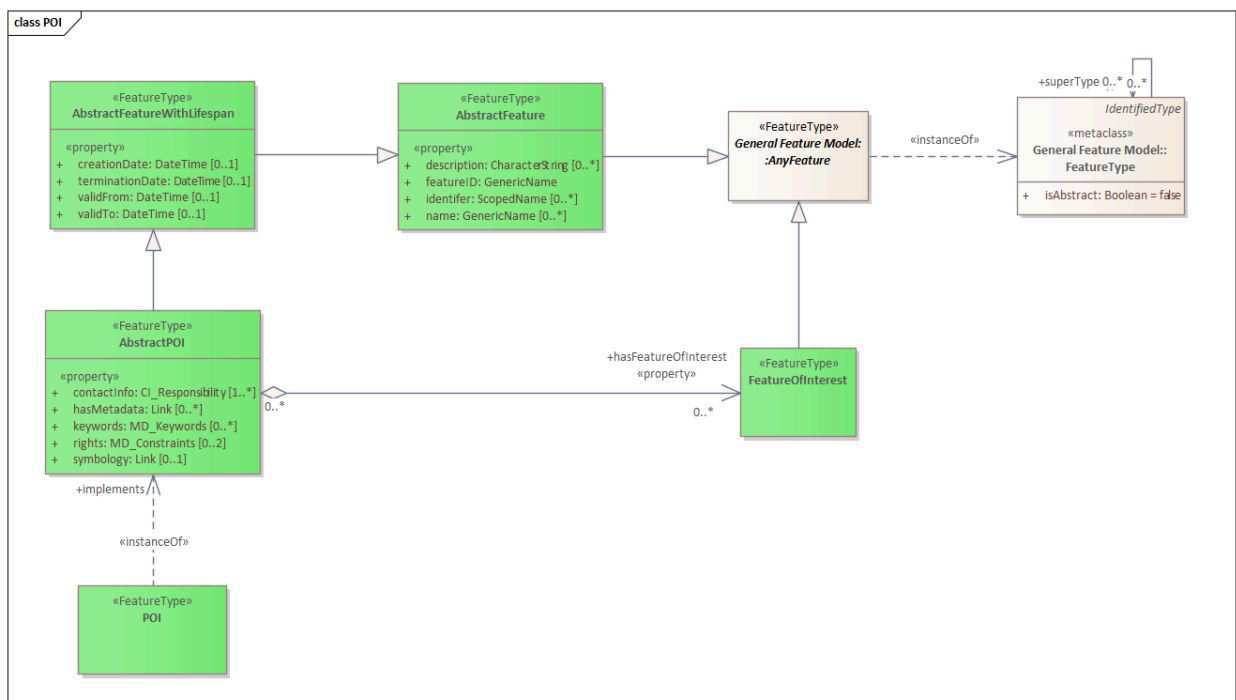 class POI
«FeatureType»
AbstractFeatureWithLifespan
«property»
+ creationDate: DateTime [0..1]
+ terminationDate: DateTime [0..1]
+ validFrom: DateTime [0..1]
+ validTo: DateTime [0..1]
«FeatureType»
AbstractFeature
«property»
+ description: CharacterString [0..*]
+ featureID: GenericName
+ identifer: ScopedName [0..*]
+ name: GenericName [0..*]
«FeatureType»
General Feature Model:
:AnyFeature
«instanceOf»
+superType 0..* 0..*
IdentifiedType
«metaclass»
General Feature Model::
FeatureType
+ isAbstract: Boolean = false
«FeatureType»
AbstractPOI
«property»
+ contactInfo: CI_Responsibility [1..*]
+ hasMetadata: Link [0..*]
+ keywords: MD_Keywords [0..*]
+ rights: MD_Constraints [0..2]
+ symbology: Link [0..1]
0..*
+hasFeatureOfInterest
«property»
0..*
«FeatureType»
FeatureOfInterest
+implements
«instanceOf»
«FeatureType»
POI